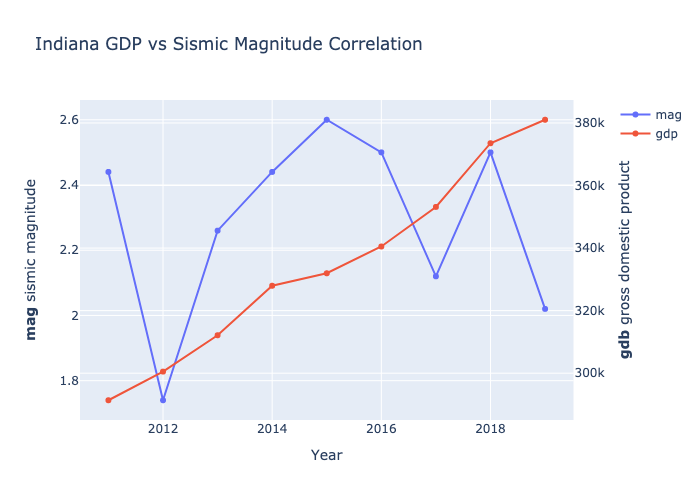 Indiana GDP vs Sismic Magnitude Correlation
mag
gdp
2.6
2.4
2.2
2
1.8
mag sismic magnitude
380k
360k
340k
320k
300k
gdb gross domestic product
2012
2014
2016
2018
Year